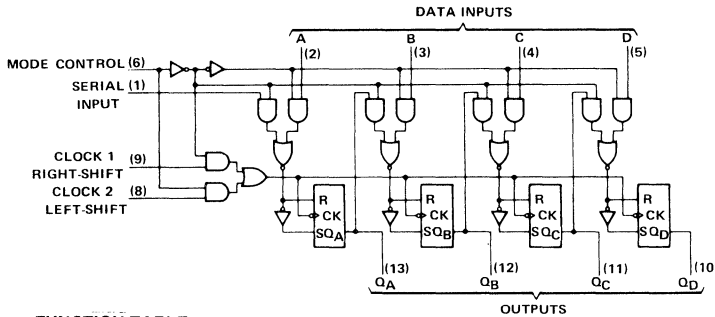 DATA INPUTS
A B C D
(2) (3) (4) (5)
MODE CONTROL (6)
SERIAL (1)
INPUT
CLOCK 1 (9)
RIGHT-SHIFT
CLOCK 2 (8)
LEFT-SHIFT
R R R R
CK CK CK CK
SQA SQB SQC SQD
(13) (12) (11) (10
QA QB QC QD
OUTPUTS